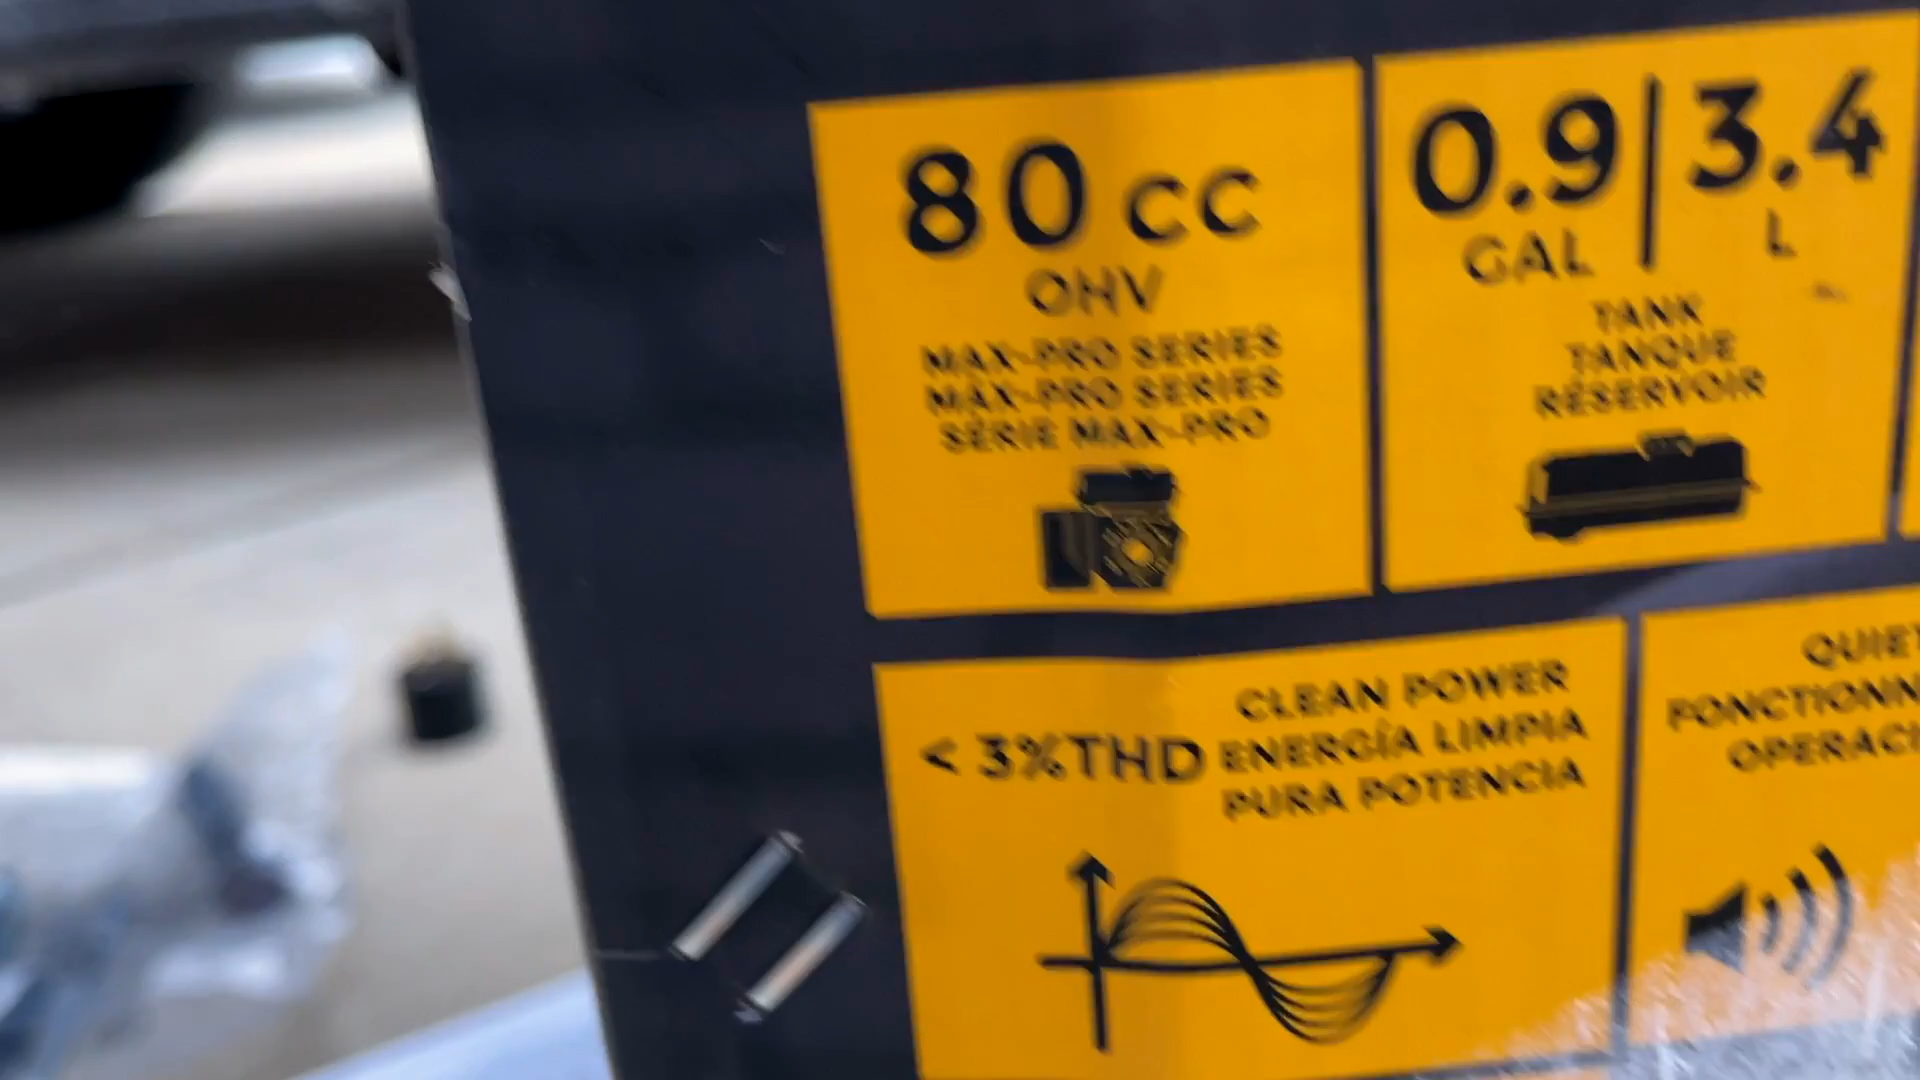 80 cc
OHV
MAX-PRO SERIES
MAX-PRO SERIES
SÉRIE MAX-PRO
0.9 | 3.4
GAL L
TANK
TANQUE
RÉSERVOIR
< 3% THD
CLEAN POWER
ENERGÍA LIMPIA
PURA POTENCIA
QUIET
FONCTIONN
OPERACI